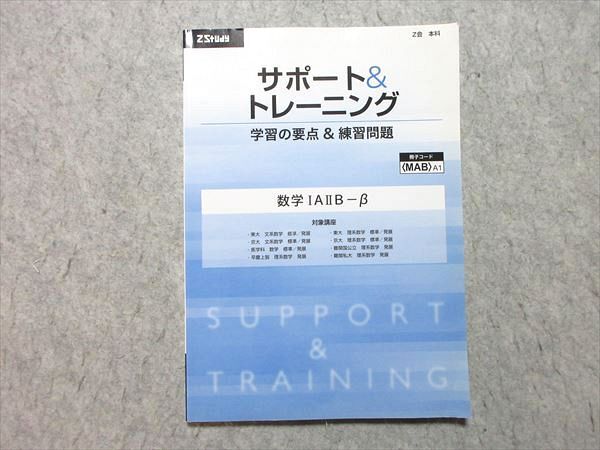 Z Study
Z会 本科
サポート&
トレーニング
学習の要点 & 練習問題
冊子コード
〈MAB〉A1
数学 ⅠAⅡB－β
対象講座
・東大 文系数学 標準／発展
・東大 理系数学 標準／発展
・京大 文系数学 標準／発展
・京大 理系数学 標準／発展
・医学科 数学 標準／発展
・難関国公立 理系数学 発展
・早慶上智 理系数学 発展
・難関私大 理系数学 発展
SUPPORT
&
TRAINING